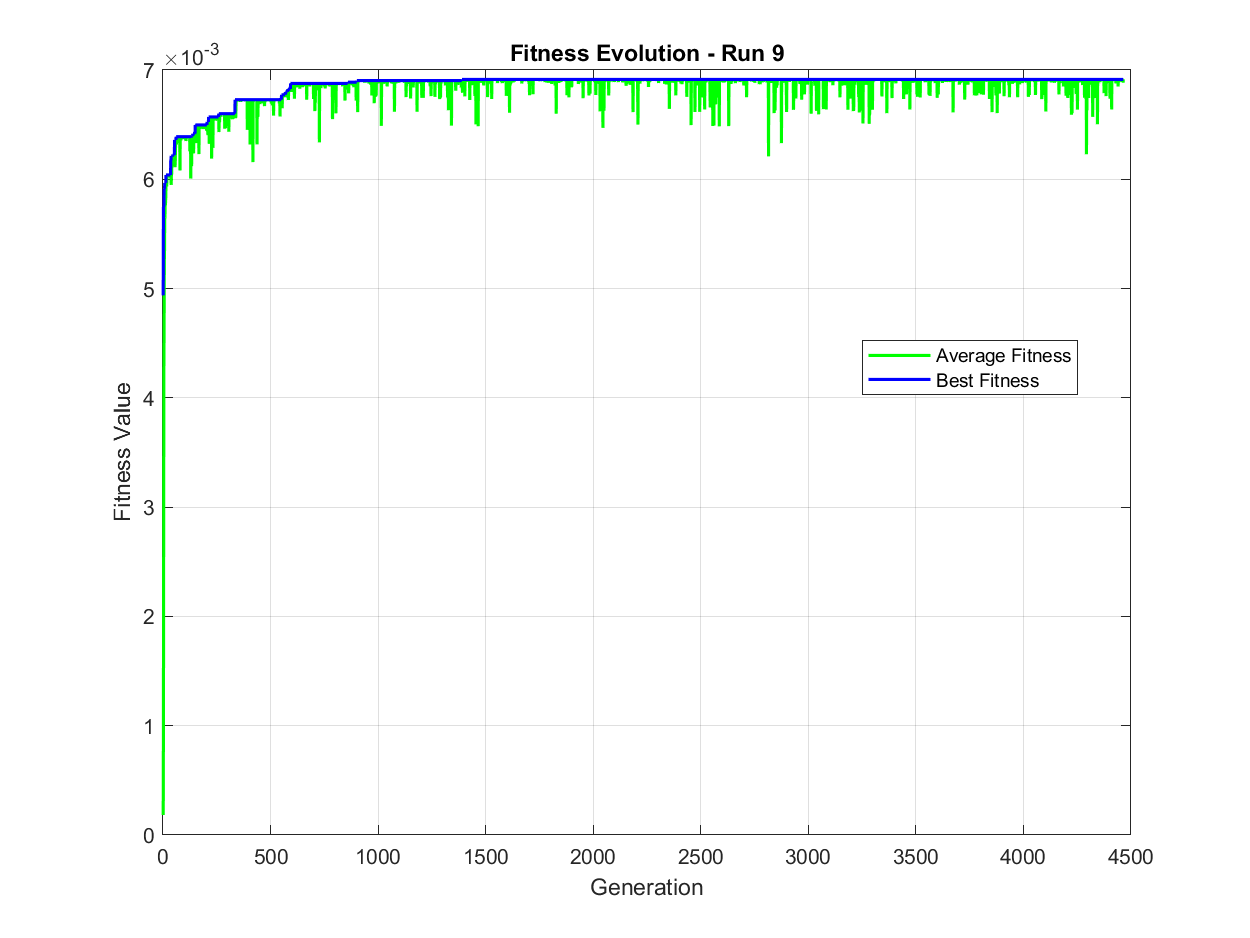 Fitness Evolution - Run 9
×10-3
7
6
5
4
3
2
1
0
Fitness Value
Average Fitness
Best Fitness
0 500 1000 1500 2000 2500 3000 3500 4000 4500
Generation